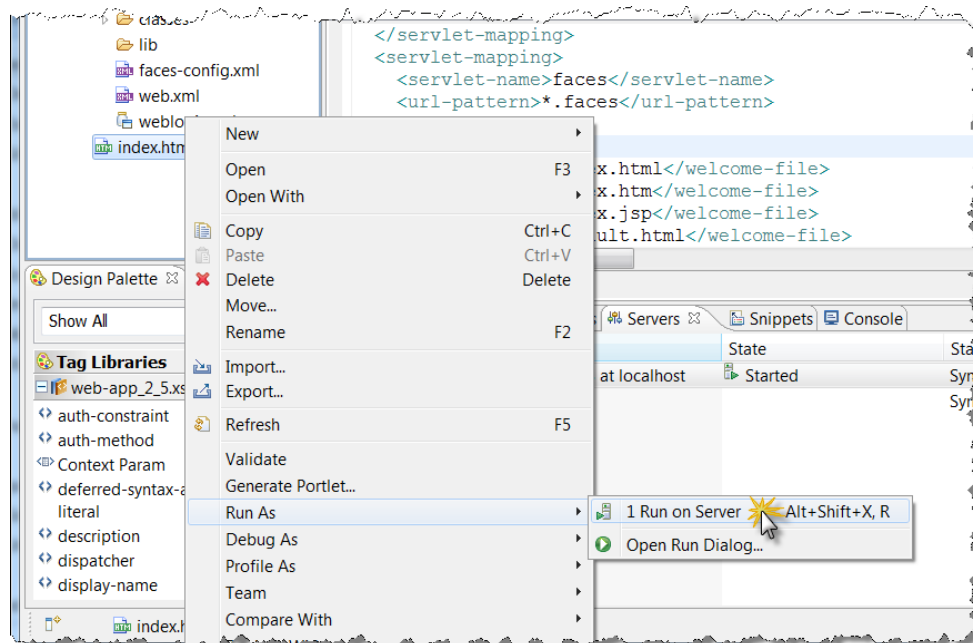 classes
lib
faces-config.xml
web.xml
index.htm
</servlet-mapping>
<servlet-mapping>
<servlet-name>faces</servlet-name>
<url-pattern>*.faces</url-pattern>
x.html</welcome-file>
x.htm</welcome-file>
x.jsp</welcome-file>
ult.html</welcome-file>
New
Open F3
Open With
Copy Ctrl+C
Paste Ctrl+V
Delete Delete
Move...
Rename F2
Import...
Export...
Refresh F5
Validate
Generate Portlet...
Run As
Debug As
Profile As
Team
Compare With
1 Run on Server Alt+Shift+X, R
Open Run Dialog...
Design Palette
Show All
Tag Libraries
web-app_2_5.xs
auth-constraint
auth-method
Context Param
deferred-syntax-a
literal
description
dispatcher
display-name
index.h
Servers Snippets Console
State Sta
at localhost Started Syn
Syn